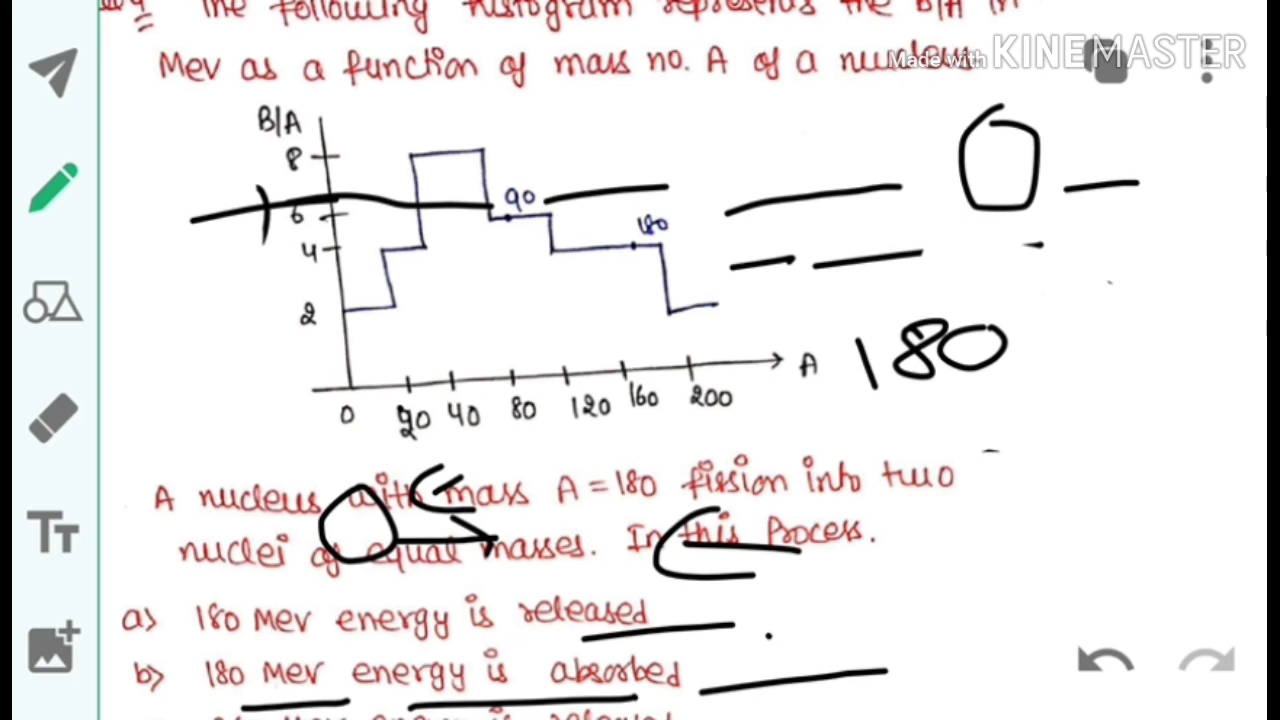 The following histogram represents the B/A in
Made with KINEMASTER
Mev as a function of mass no. A of a nucleus
B/A
8
6
4
2
90
180
0 20 40 80 120 160 200
A
180
A nucleus with mass A = 180 fission into two
nuclei of equal masses. In this Process.
a) 180 Mev energy is released
b) 180 Mev energy is absorbed
TT